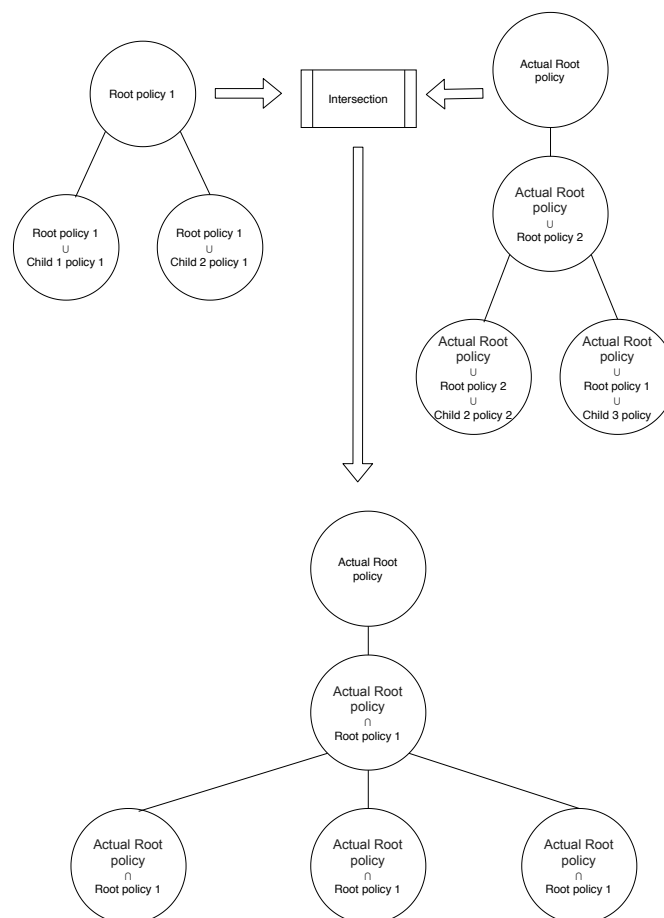 Root policy 1
Intersection
Actual Root
policy
Root policy 1
∪
Child 1 policy 1
Root policy 1
∪
Child 2 policy 1
Actual Root
policy
∪
Root policy 2
Actual Root
policy
∪
Root policy 2
∪
Child 2 policy 2
Actual Root
policy
∪
Root policy 1
∪
Child 3 policy
Actual Root
policy
Actual Root
policy
∩
Root policy 1
Actual Root
policy
∩
Root policy 1
Actual Root
policy
∩
Root policy 1
Actual Root
policy
∩
Root policy 1